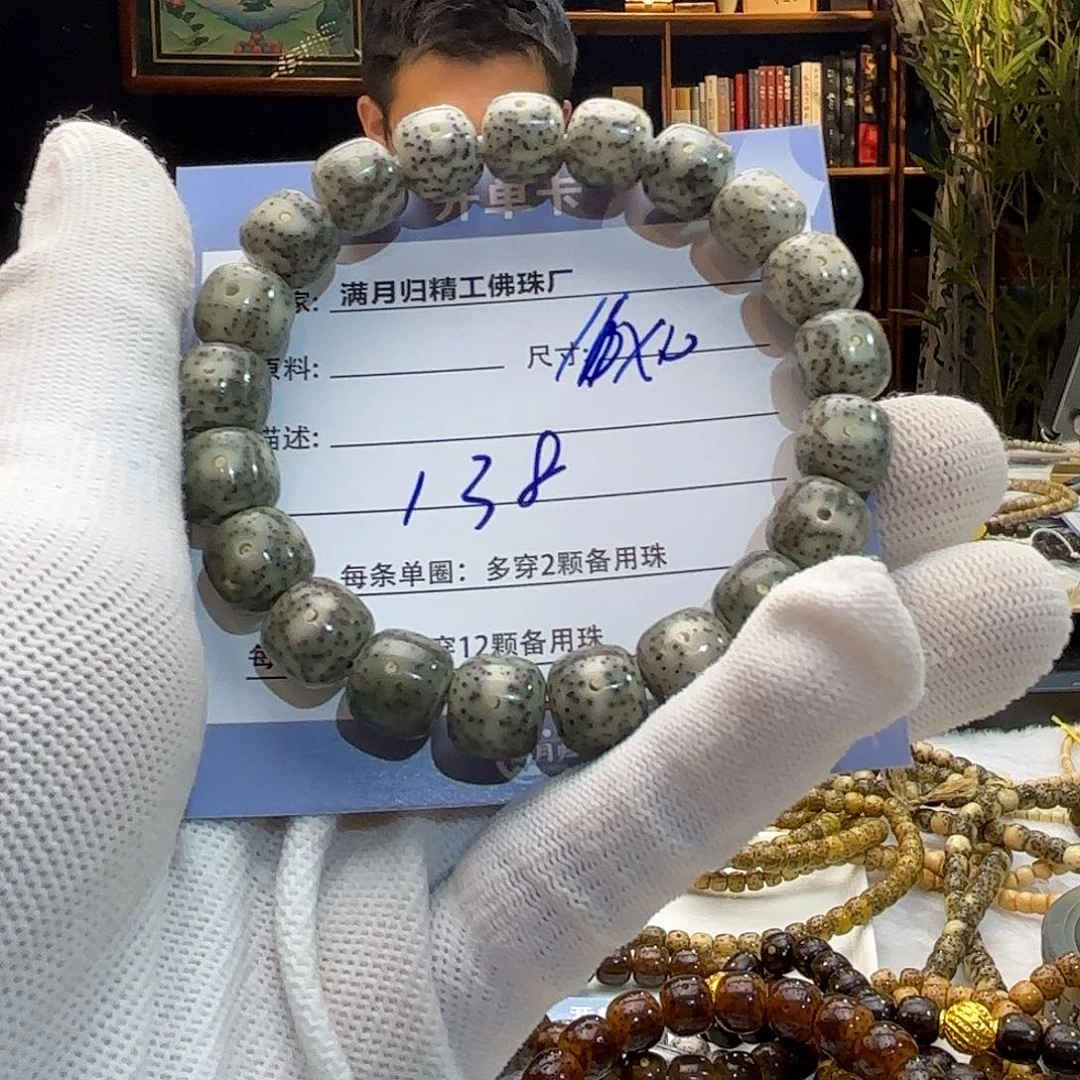 开单卡
家: 满月归精工佛珠厂
原料: 尺寸:
描述:
138
每条单圈：多穿2颗备用珠
每 穿12颗备用珠